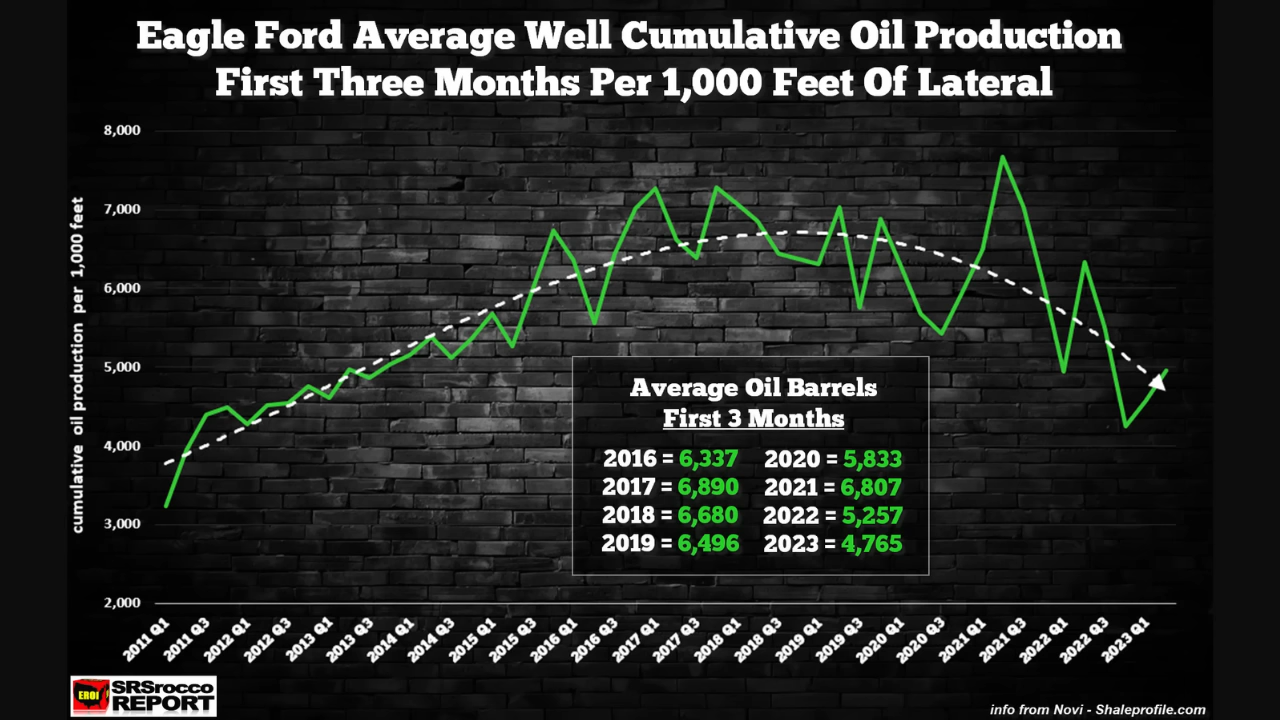 Eagle Ford Average Well Cumulative Oil Production
First Three Months Per 1,000 Feet Of Lateral
cumulative oil production per 1,000 feet
8,000
7,000
6,000
5,000
4,000
3,000
2,000
Average Oil Barrels
First 3 Months
2016 = 6,337 2020 = 5,833
2017 = 6,890 2021 = 6,807
2018 = 6,680 2022 = 5,257
2019 = 6,496 2023 = 4,765
2011 Q1 2011 Q3 2012 Q1 2012 Q3 2013 Q1 2013 Q3 2014 Q1 2014 Q3 2015 Q1 2015 Q3 2016 Q1 2016 Q3 2017 Q1 2017 Q3 2018 Q1 2018 Q3 2019 Q1 2019 Q3 2020 Q1 2020 Q3 2021 Q1 2021 Q3 2022 Q1 2022 Q3 2023 Q1
EROI
SRSrocco
REPORT
info from Novi - Shaleprofile.com